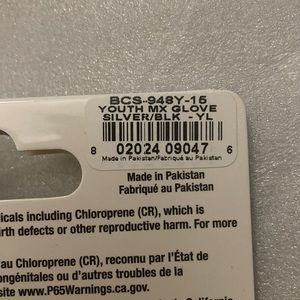 BCS-948Y-15
YOUTH MX GLOVE
SILVER/BLK - YL
8 02024 09047 6
Made in Pakistan/Fabriqué au Pakistan
Made in Pakistan
Fabriqué au Pakistan
icals including Chloroprene (CR), which is
irth defects or other reproductive harm. For more
au Chloroprene (CR), reconnu par l'État de
ongénitales ou d'autres troubles de la
site www.P65Warnings.ca.gov.